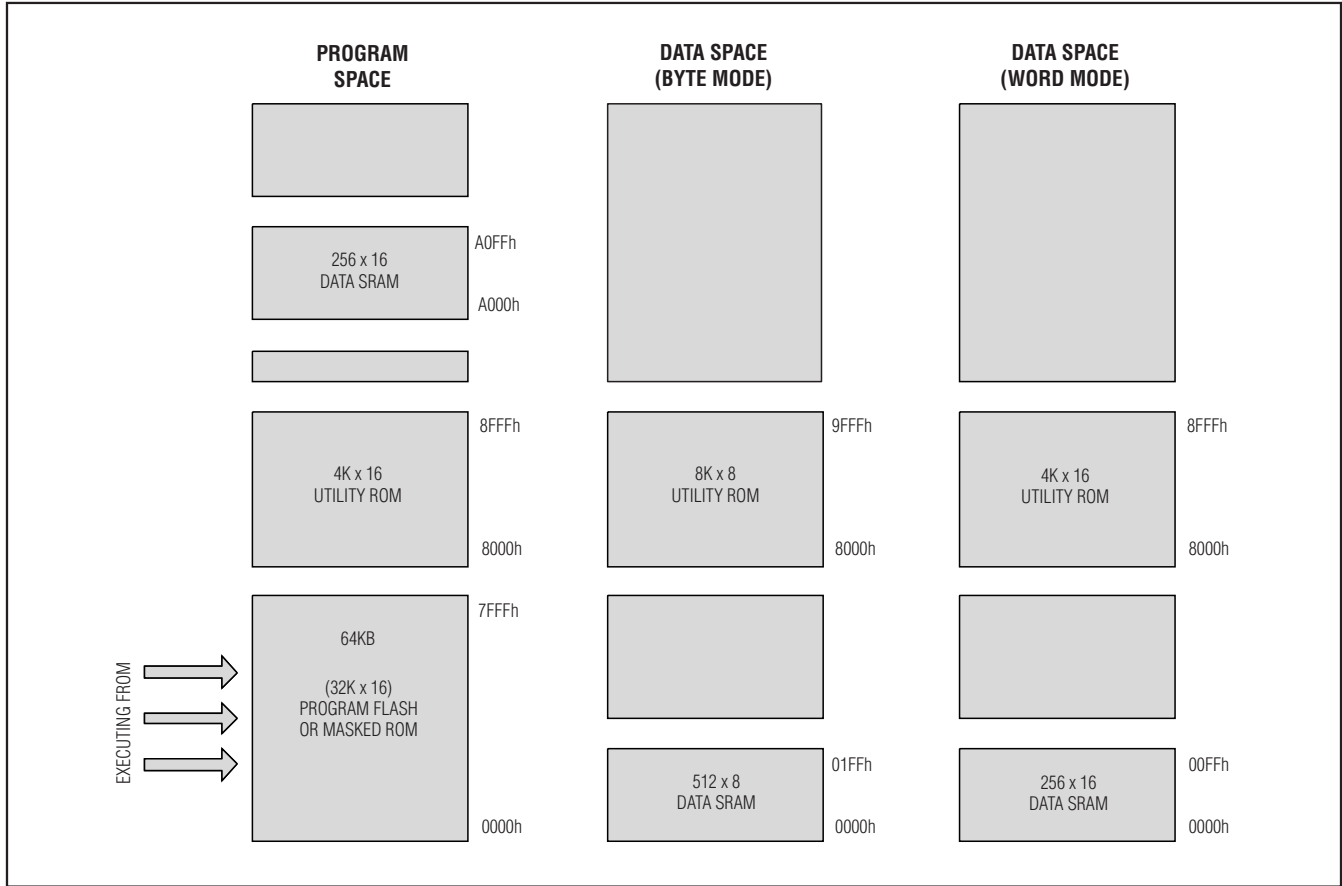 PROGRAM
SPACE
A0FFh
256 x 16
DATA SRAM
A000h
8FFFh
4K x 16
UTILITY ROM
8000h
7FFFh
64KB
(32K x 16)
PROGRAM FLASH
OR MASKED ROM
0000h
EXECUTING FROM
DATA SPACE
(BYTE MODE)
9FFFh
8K x 8
UTILITY ROM
8000h
01FFh
512 x 8
DATA SRAM
0000h
DATA SPACE
(WORD MODE)
8FFFh
4K x 16
UTILITY ROM
8000h
00FFh
256 x 16
DATA SRAM
0000h